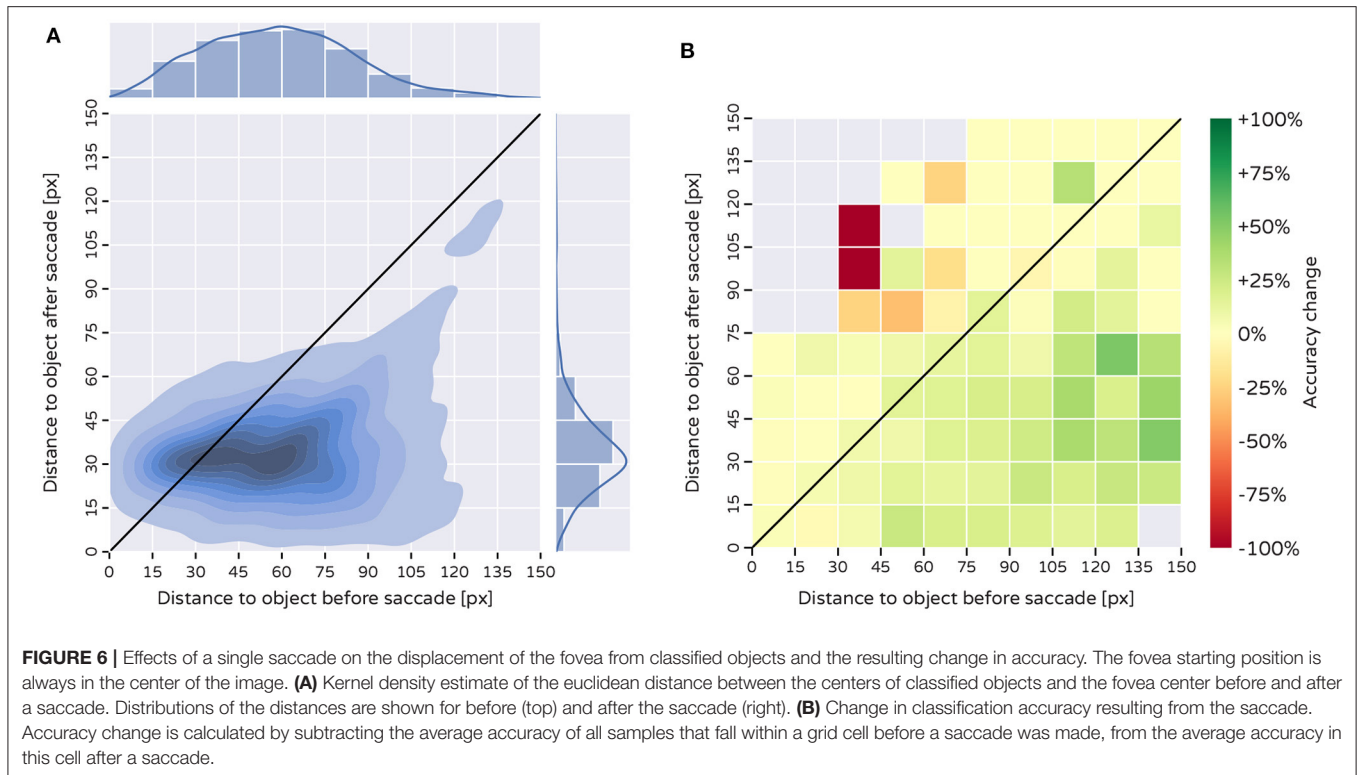 A
B
150
135
120
105
90
75
60
45
30
15
0
Distance to object after saccade [px]
0 15 30 45 60 75 90 105 120 135 150
Distance to object before saccade [px]
150
135
120
105
90
75
60
45
30
15
0
Distance to object after saccade [px]
0 15 30 45 60 75 90 105 120 135 150
Distance to object before saccade [px]
+100%
+75%
+50%
+25%
0%
-25%
-50%
-75%
-100%
Accuracy change
FIGURE 6 | Effects of a single saccade on the displacement of the fovea from classified objects and the resulting change in accuracy. The fovea starting position is
always in the center of the image. (A) Kernel density estimate of the euclidean distance between the centers of classified objects and the fovea center before and after
a saccade. Distributions of the distances are shown for before (top) and after the saccade (right). (B) Change in classification accuracy resulting from the saccade.
Accuracy change is calculated by subtracting the average accuracy of all samples that fall within a grid cell before a saccade was made, from the average accuracy in
this cell after a saccade.